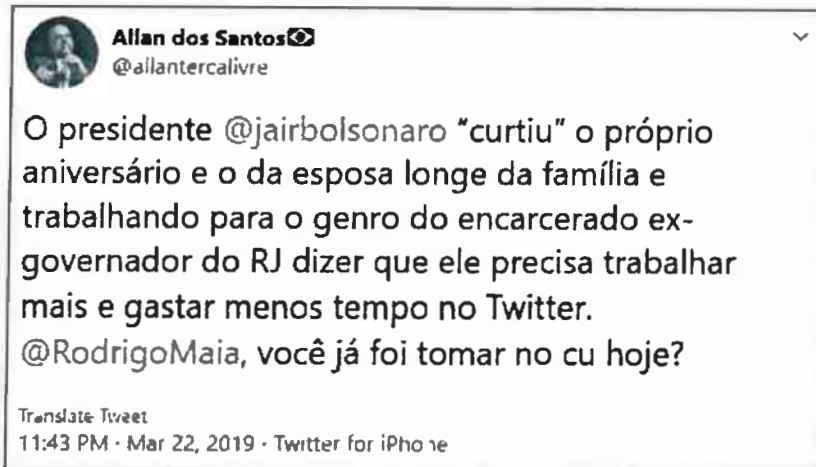 Allan dos Santos
@allantercalivre
O presidente @jairbolsonaro "curtiu" o próprio
aniversário e o da esposa longe da família e
trabalhando para o genro do encarcerado ex-
governador do RJ dizer que ele precisa trabalhar
mais e gastar menos tempo no Twitter.
@RodrigoMaia, você já foi tomar no cu hoje?
Translate Tweet
11:43 PM · Mar 22, 2019 · Twitter for iPhone